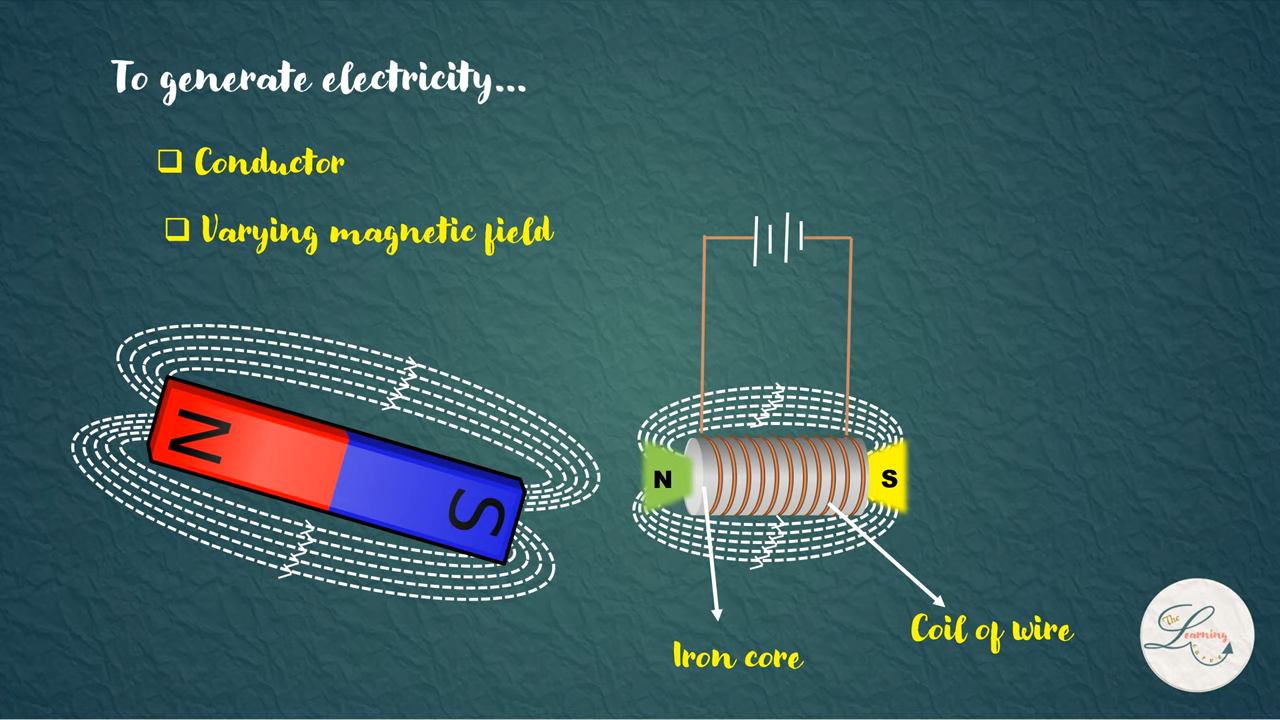 To generate electricity...
❑ Conductor
❑ Varying magnetic field
N
S
N
S
Iron core
Coil of wire
The
Learning